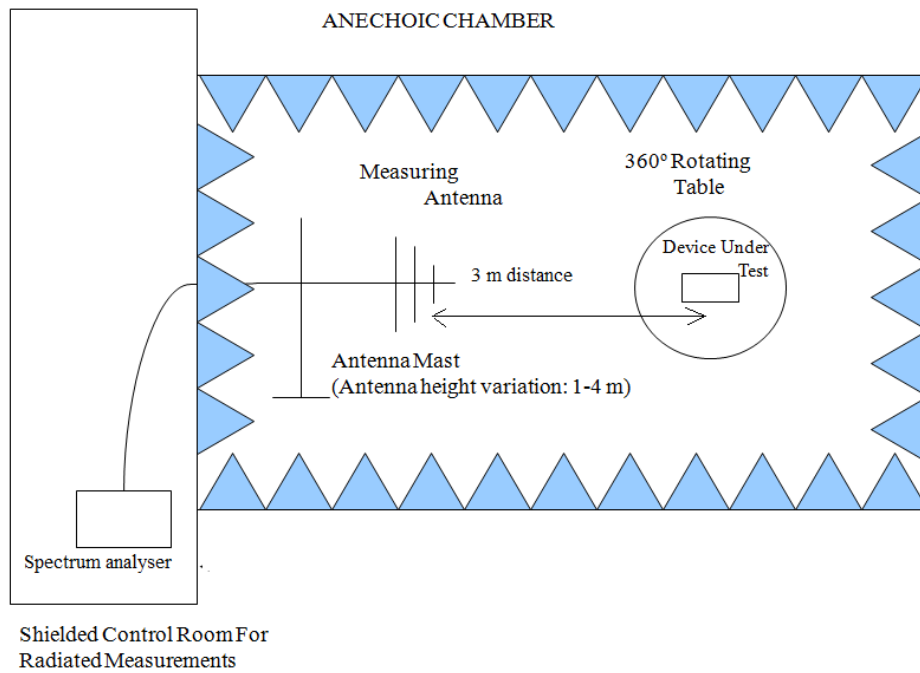 ANECHOIC CHAMBER
Measuring
Antenna
360º Rotating
Table
Device Under
Test
3 m distance
Antenna Mast
(Antenna height variation: 1-4 m)
Spectrum analyser
Shielded Control Room For
Radiated Measurements